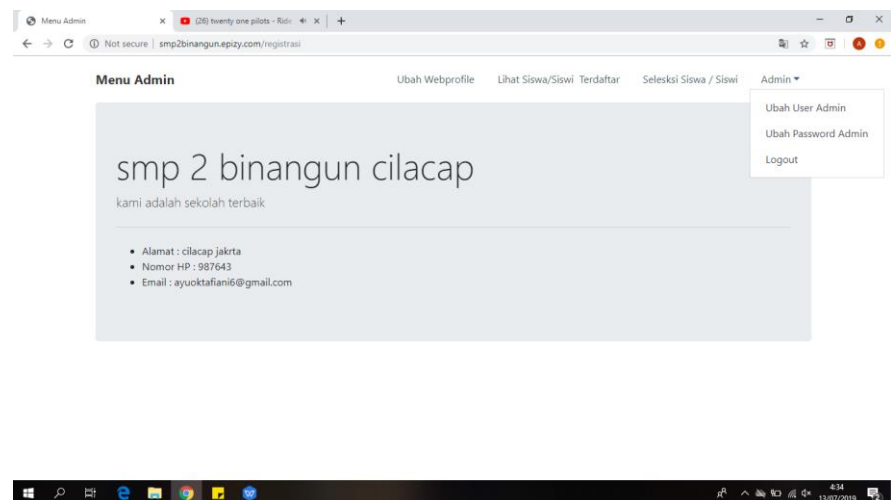 Menu Admin
(26) twenty one pilots - Ride
Not secure | smp2binangun.epizy.com/registrasi
Menu Admin
Ubah Webprofile
Lihat Siswa/Siswi Terdaftar
Selesksi Siswa / Siswi
Admin
Ubah User Admin
Ubah Password Admin
Logout
smp 2 binangun cilacap
kami adalah sekolah terbaik
Alamat : cilacap jakrta
Nomor HP : 987643
Email : ayuoktafiani6@gmail.com
4:34
13/07/2019